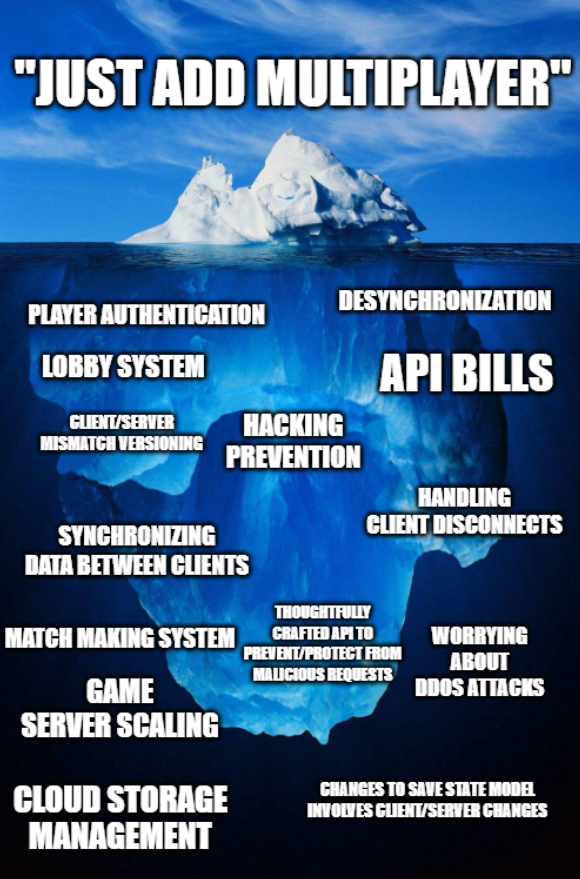 "JUST ADD MULTIPLAYER"
PLAYER AUTHENTICATION
DESYNCHRONIZATION
LOBBY SYSTEM
API BILLS
CLIENT/SERVER
MISMATCH VERSIONING
HACKING
PREVENTION
HANDLING
CLIENT DISCONNECTS
SYNCHRONIZING
DATA BETWEEN CLIENTS
THOUGHTFULLY
CRAFTED API TO
PREVENT/PROTECT FROM
MALICIOUS REQUESTS
MATCH MAKING SYSTEM
WORRYING
ABOUT
DDOS ATTACKS
GAME
SERVER SCALING
CLOUD STORAGE
MANAGEMENT
CHANGES TO SAVE STATE MODEL
INVOLVES CLIENT/SERVER CHANGES